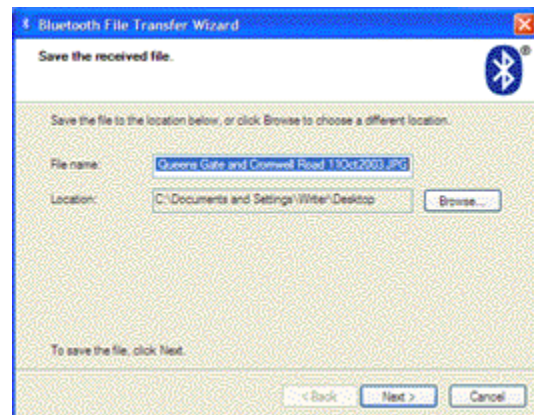 Bluetooth File Transfer Wizard
Save the received file.
®
Save the file to the location below, or click Browse to choose a different location.
File name: Queens Gate and Cromwell Road 11Oct2003.JPG
Location: C:\Documents and Settings\Writer\Desktop Browse...
To save the file, click Next.
< Back Next > Cancel